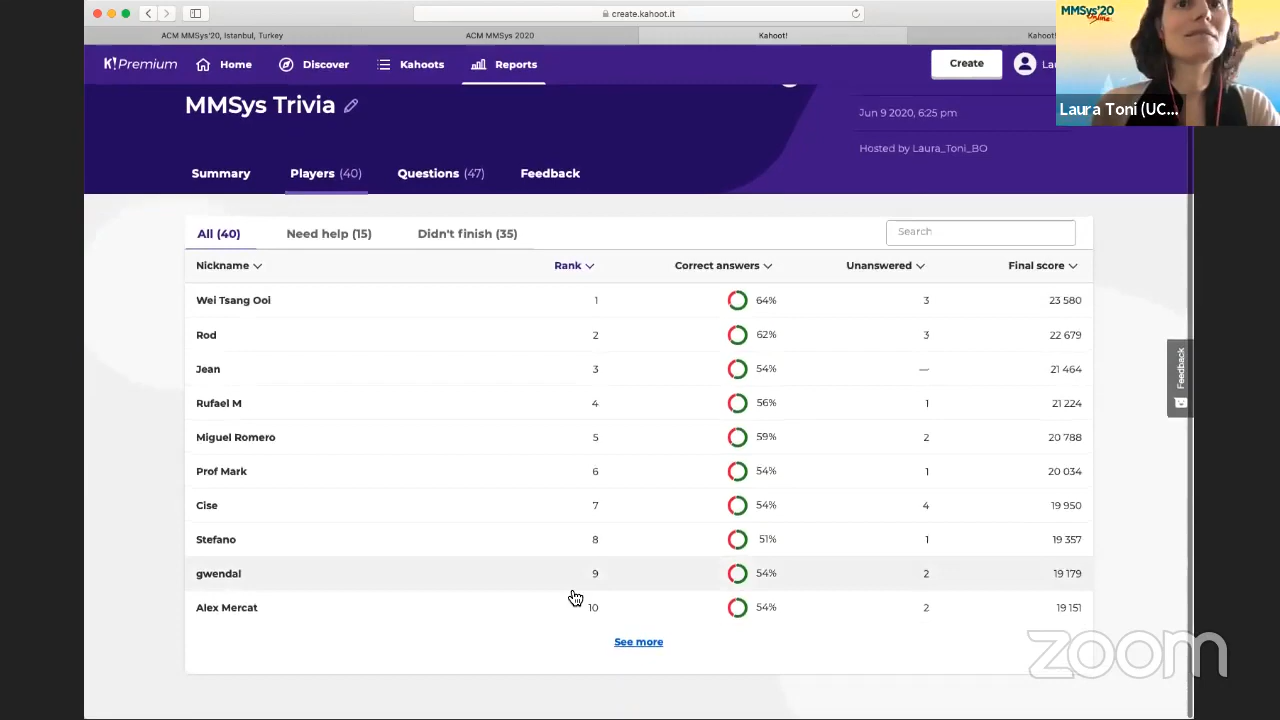 create.kahoot.it
ACM MMSys'20, Istanbul, Turkey ACM MMSys 2020 Kahoot! Kahoot!
K!Premium Home Discover Kahoots Reports Create
MMSys'20
Online
Laura Toni (UC...
MMSys Trivia
Jun 9 2020, 6:25 pm
Hosted by Laura_Toni_BO
Summary Players (40) Questions (47) Feedback
All (40) Need help (15) Didn't finish (35) Search
Nickname Rank Correct answers Unanswered Final score
Wei Tsang Ooi 1 64% 3 23 580
Rod 2 62% 3 22 679
Jean 3 54% — 21 464
Rufael M 4 56% 1 21 224
Miguel Romero 5 59% 2 20 788
Prof Mark 6 54% 1 20 034
Cise 7 54% 4 19 950
Stefano 8 51% 1 19 357
gwendal 9 54% 2 19 179
Alex Mercat 10 54% 2 19 151
See more
Feedback
zoom